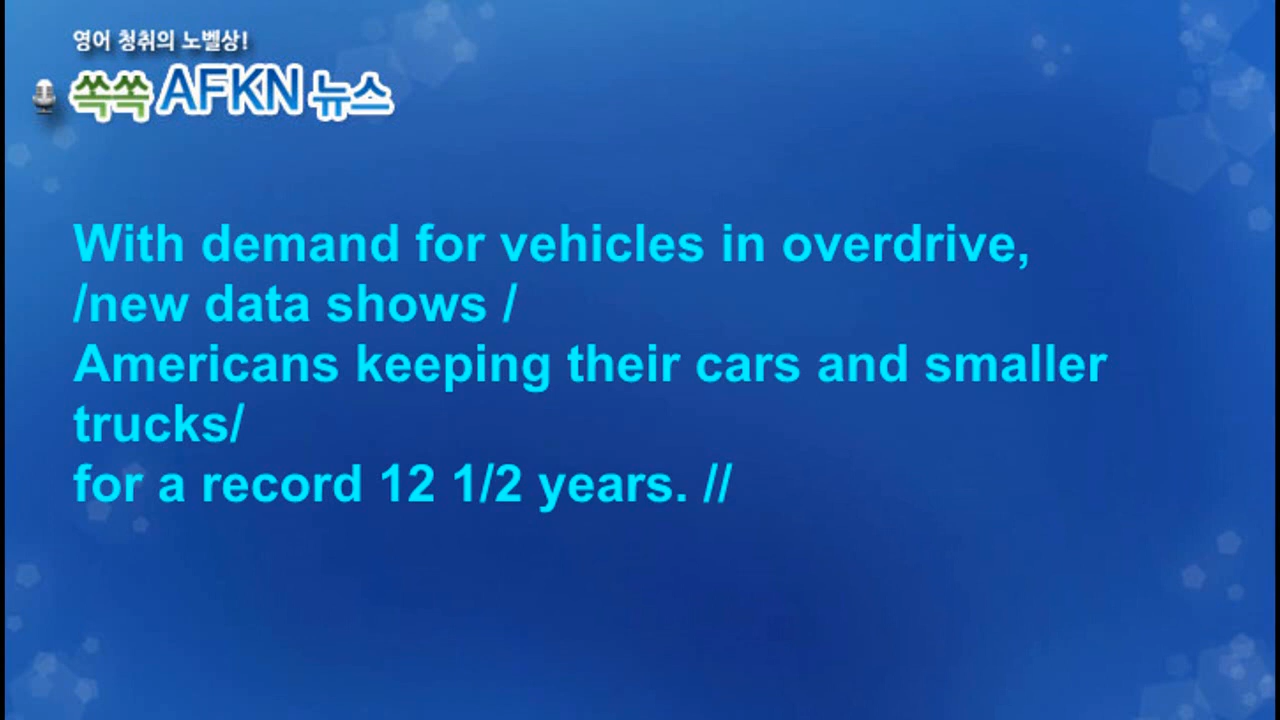 영어 청취의 노벨상!
쏙쏙 AFKN 뉴스
With demand for vehicles in overdrive,
/new data shows /
Americans keeping their cars and smaller
trucks/
for a record 12 1/2 years. //